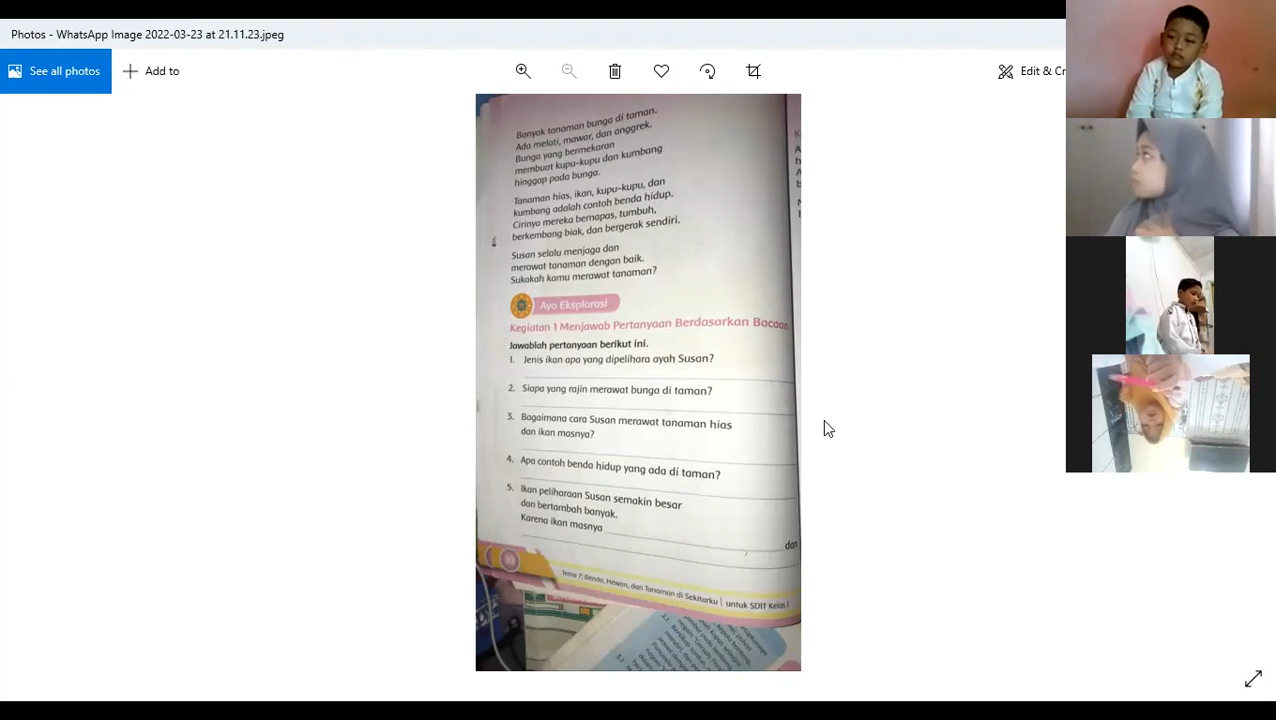 Photos - WhatsApp Image 2022-03-23 at 21.11.23.jpeg
See all photos
Add to
Edit & Cr
Banyak tanaman bunga di taman.
Ada melati, mawar, dan anggrek.
Bunga yang bermekaran
membuat kupu-kupu dan kumbang
hinggap pada bunga.
Tanaman hias, ikan, kupu-kupu, dan
kumbang adalah contoh benda hidup.
Cirinya mereka bernapas, tumbuh,
berkembang biak, dan bergerak sendiri.
Susan selalu menjaga dan
merawat tanaman dengan baik.
Sukakah kamu merawat tanaman?
Ayo Eksplorasi
Kegiatan 1 Menjawab Pertanyaan Berdasarkan Bacaan
Jawablah pertanyaan berikut ini.
1. Jenis ikan apa yang dipelihara ayah Susan?
2. Siapa yang rajin merawat bunga di taman?
3. Bagaimana cara Susan merawat tanaman hias
dan ikan masnya?
4. Apa contoh benda hidup yang ada di taman?
5. Ikan peliharaan Susan semakin besar
dan bertambah banyak.
Karena ikan masnya
dan
Tema 7: Benda, Hewan, dan Tanaman di Sekitarku | untuk SDIT Kelas I